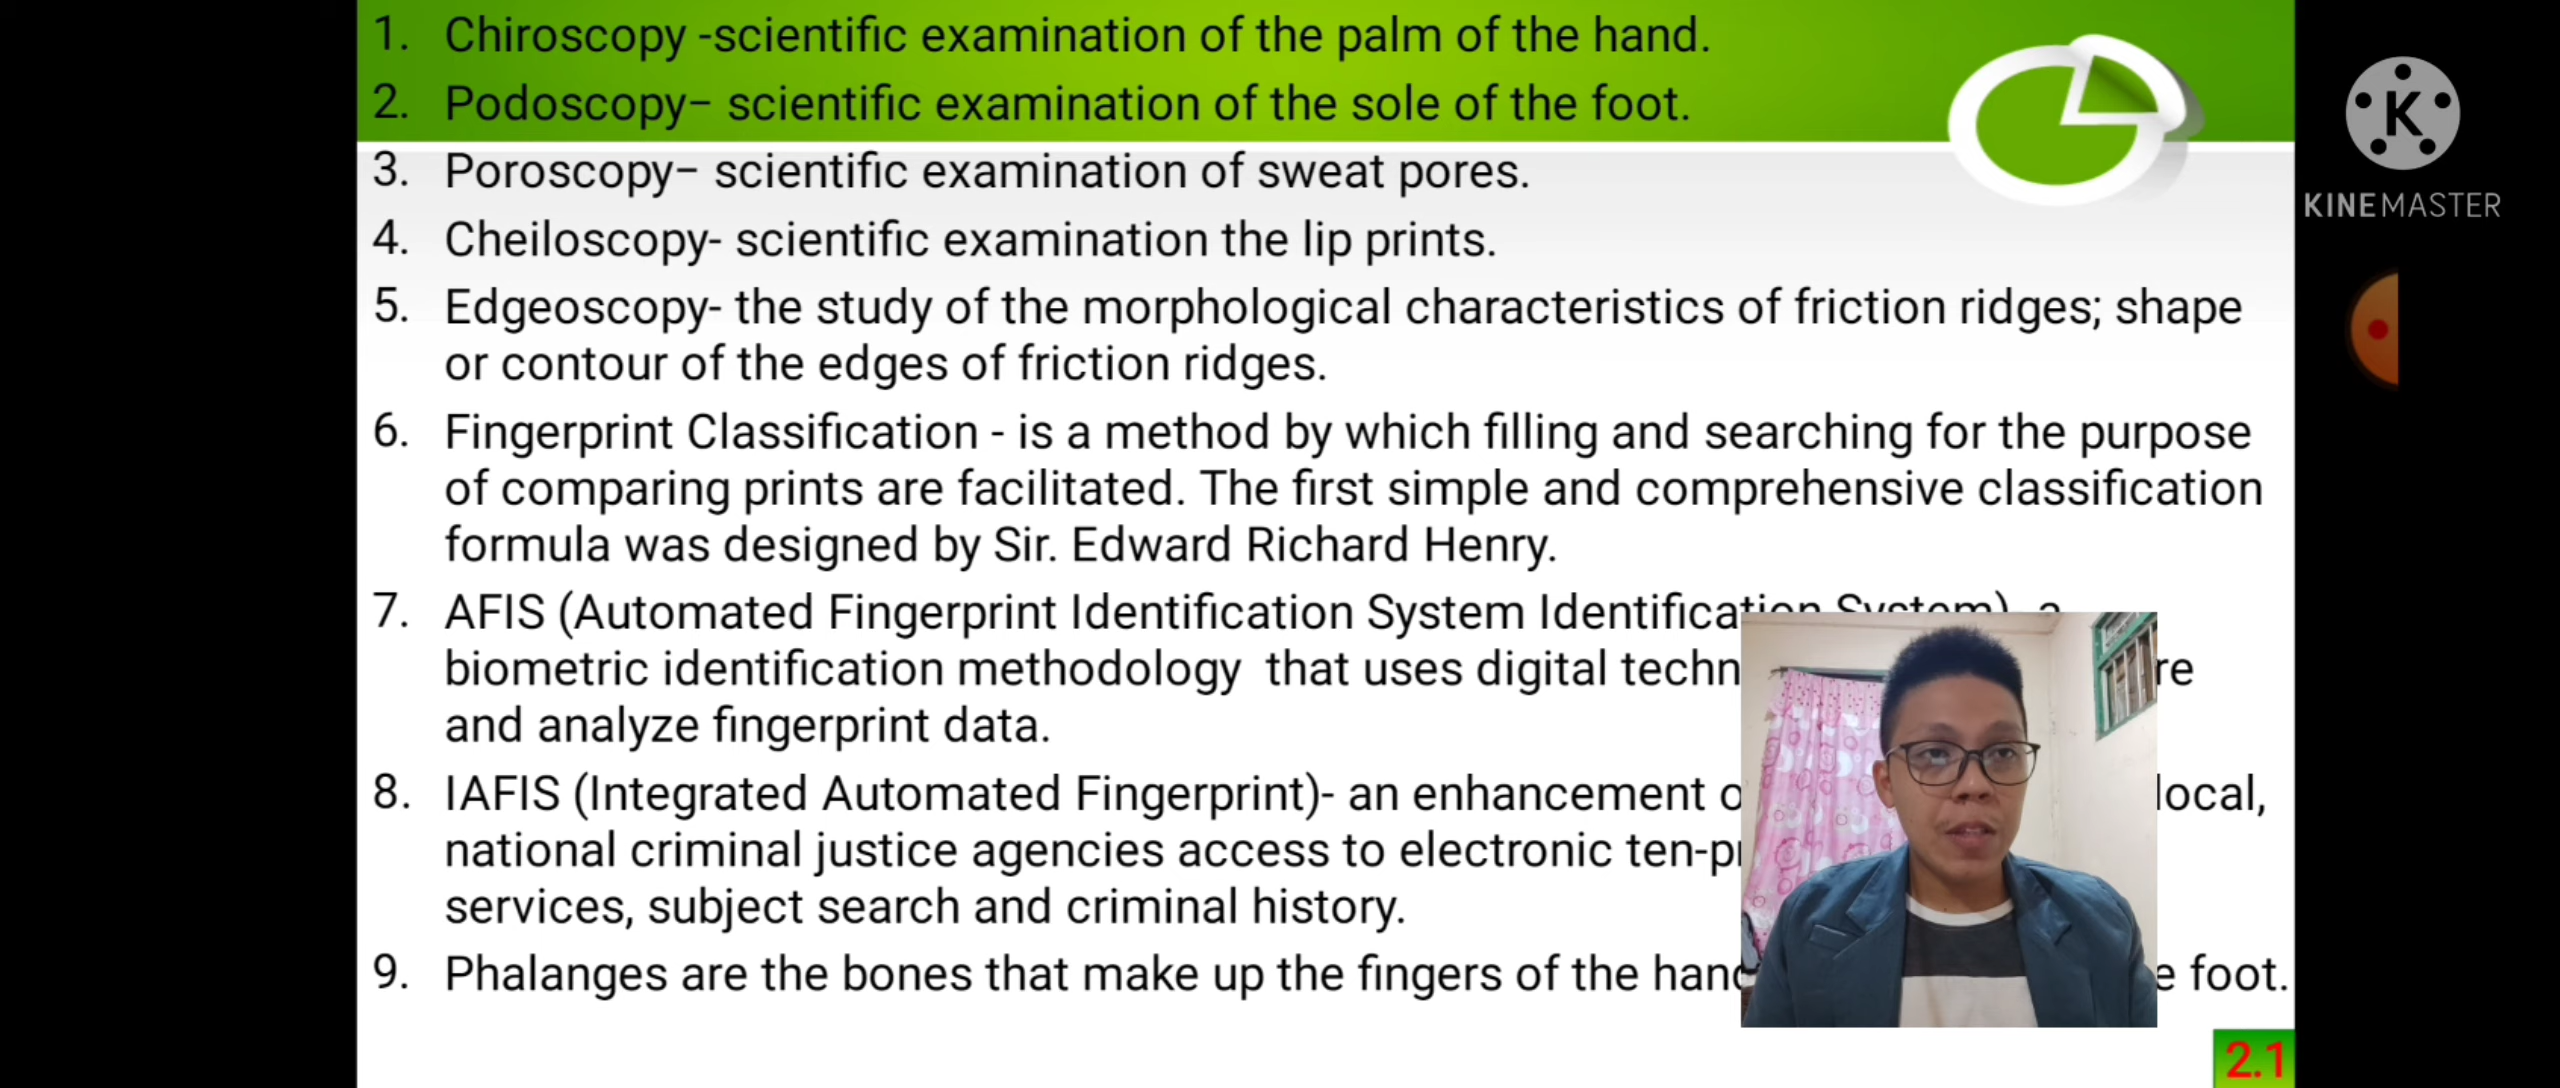 1. Chiroscopy -scientific examination of the palm of the hand.
2. Podoscopy– scientific examination of the sole of the foot.
3. Poroscopy– scientific examination of sweat pores.
4. Cheiloscopy- scientific examination the lip prints.
5. Edgeoscopy- the study of the morphological characteristics of friction ridges; shape
or contour of the edges of friction ridges.
6. Fingerprint Classification - is a method by which filling and searching for the purpose
of comparing prints are facilitated. The first simple and comprehensive classification
formula was designed by Sir. Edward Richard Henry.
7. AFIS (Automated Fingerprint Identification System Identification System)- a
biometric identification methodology that uses digital
and analyze fingerprint data.
8. IAFIS (Integrated Automated Fingerprint)- an enhancement local,
national criminal justice agencies access to electronic
services, subject search and criminal history.
9. Phalanges are the bones that make up the fingers of the foot.
2.1
K
KINEMASTER